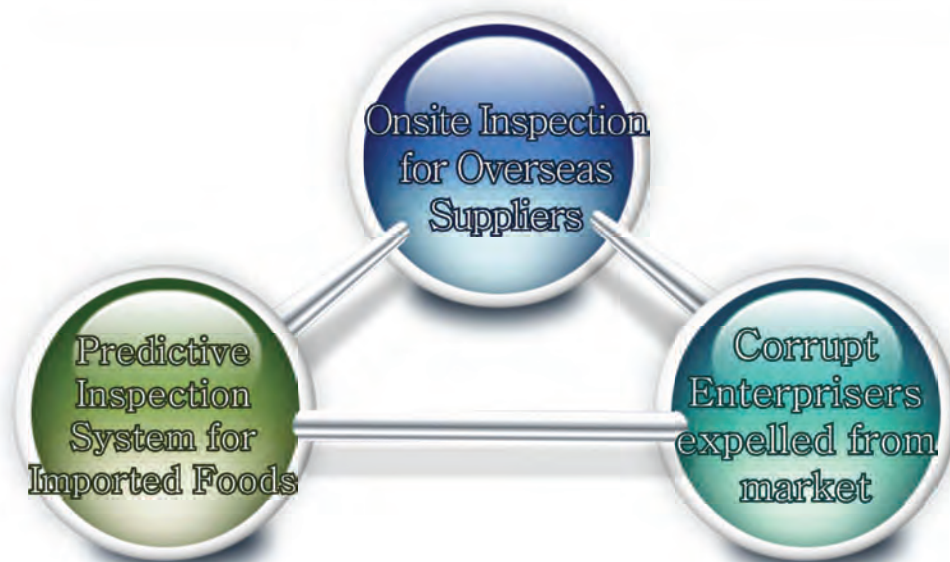 Onsite Inspection
for Overseas
Suppliers
Predictive
Inspection
System for
Imported Foods
Corrupt
Enterprisers
expelled from
market